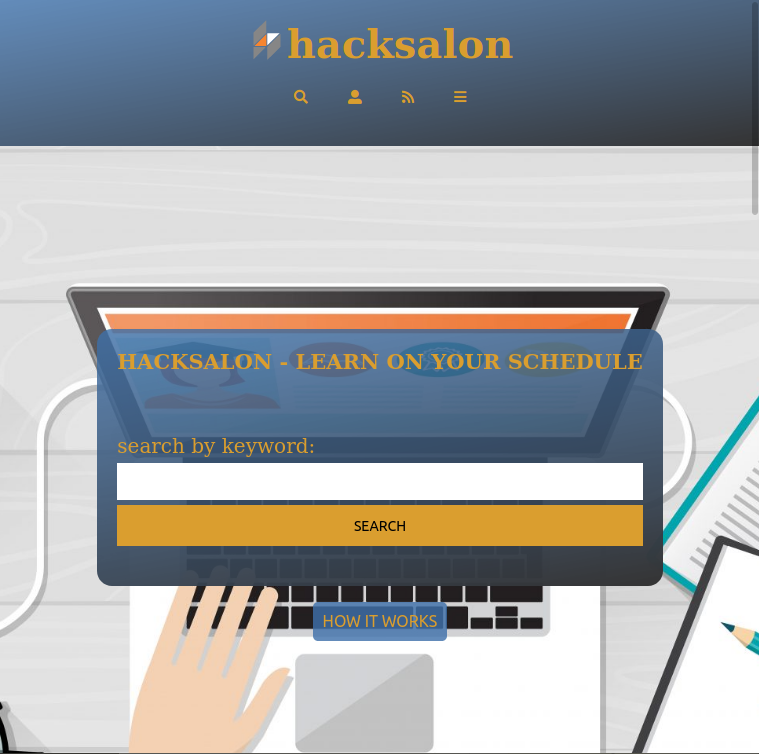 hacksalon
HACKSALON - LEARN ON YOUR SCHEDULE
search by keyword:
SEARCH
HOW IT WORKS